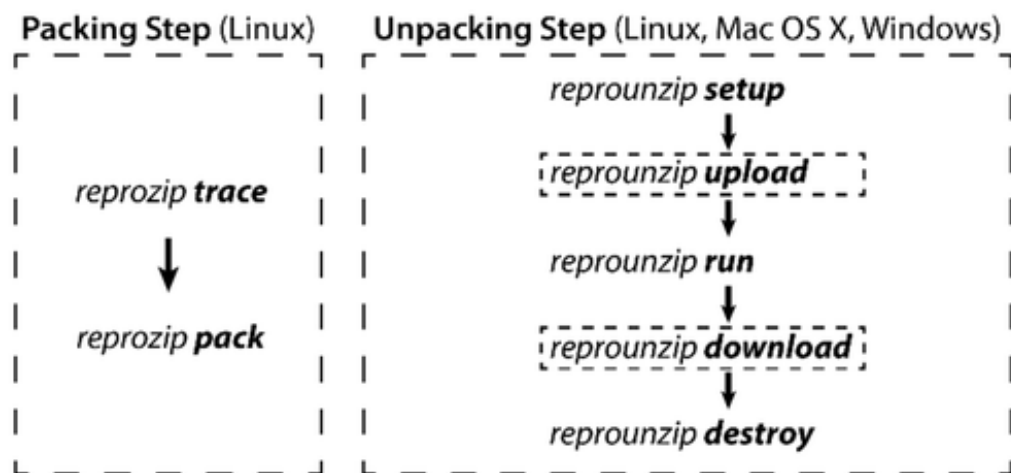 Packing Step (Linux)
reprozip trace
reprozip pack
Unpacking Step (Linux, Mac OS X, Windows)
reprounzip setup
reprounzip upload
reprounzip run
reprounzip download
reprounzip destroy